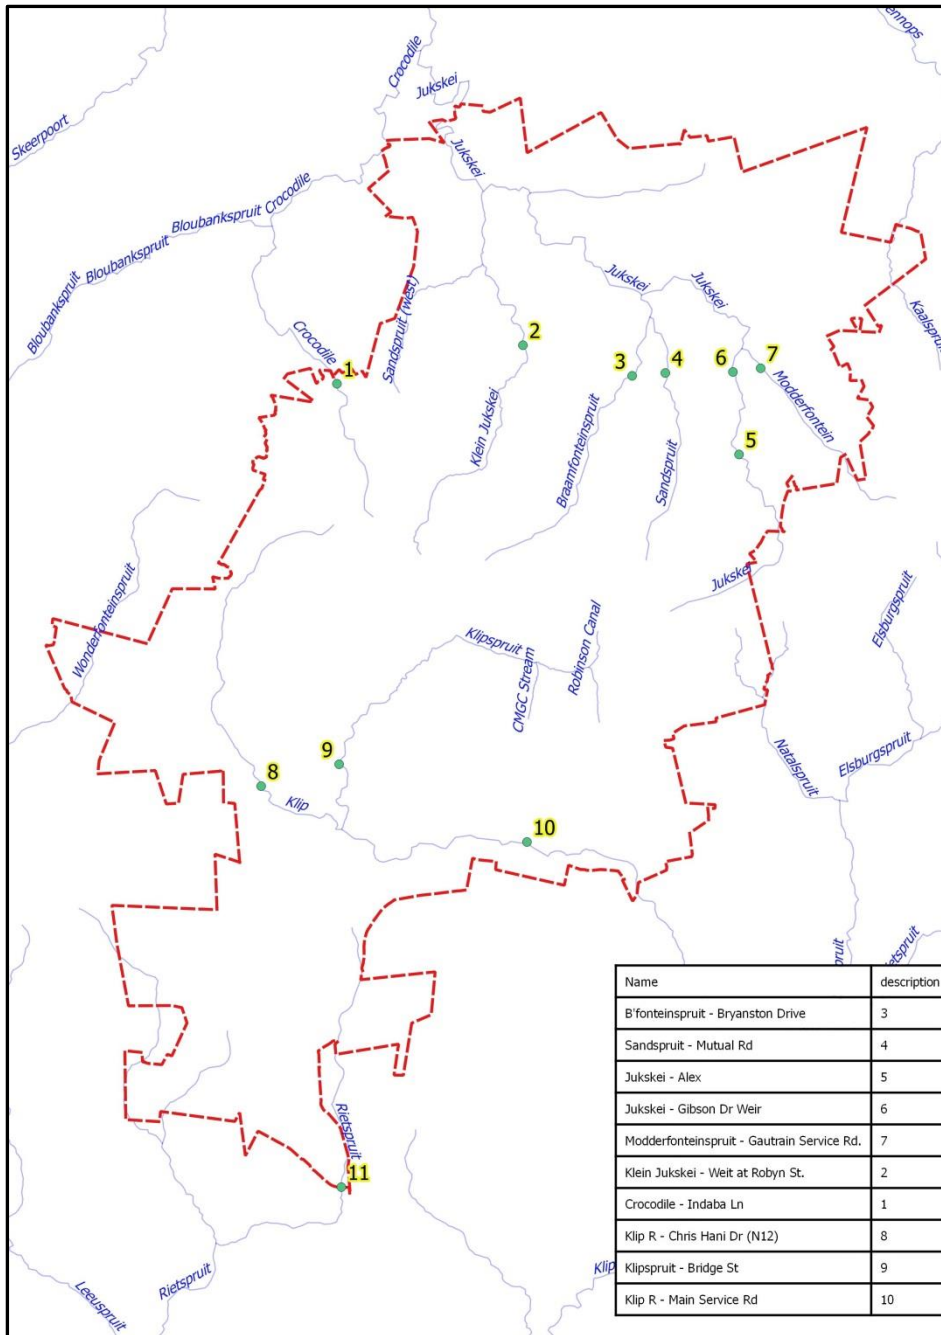 ennops
Crocodile
Jukskei
Skeerpoort
Jukskei
Bloubankspruit
Crocodile
Bloubankspruit
Bloubankspruit
Jukskei
Jukskei
Sandspruit (west)
Kaalspruit
Crocodile
2
1
3
4
6
7
Modderfontein
Klein Jukskei
Braamfonteinspruit
Sandspruit
5
Jukskei
Wonderfonteinspruit
Elsburgspruit
Klipspruit
CMGC Stream
Robinson Canal
Natalspruit
Elsburgspruit
9
8
Klip
10
pruit
ietspruit
Rietspruit
11
Klip
Leeuspruit
Rietspruit
Name description
B'fonteinspruit - Bryanston Drive 3
Sandspruit - Mutual Rd 4
Jukskei - Alex 5
Jukskei - Gibson Dr Weir 6
Modderfonteinspruit - Gautrain Service Rd. 7
Klein Jukskei - Weit at Robyn St. 2
Crocodile - Indaba Ln 1
Klip R - Chris Hani Dr (N12) 8
Klipspruit - Bridge St 9
Klip R - Main Service Rd 10